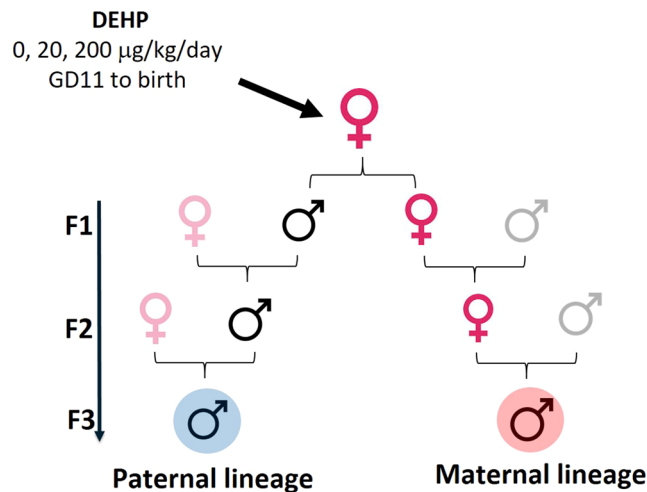 DEHP
0, 20, 200 μg/kg/day
GD11 to birth
F1
F2
F3
Paternal lineage
Maternal lineage